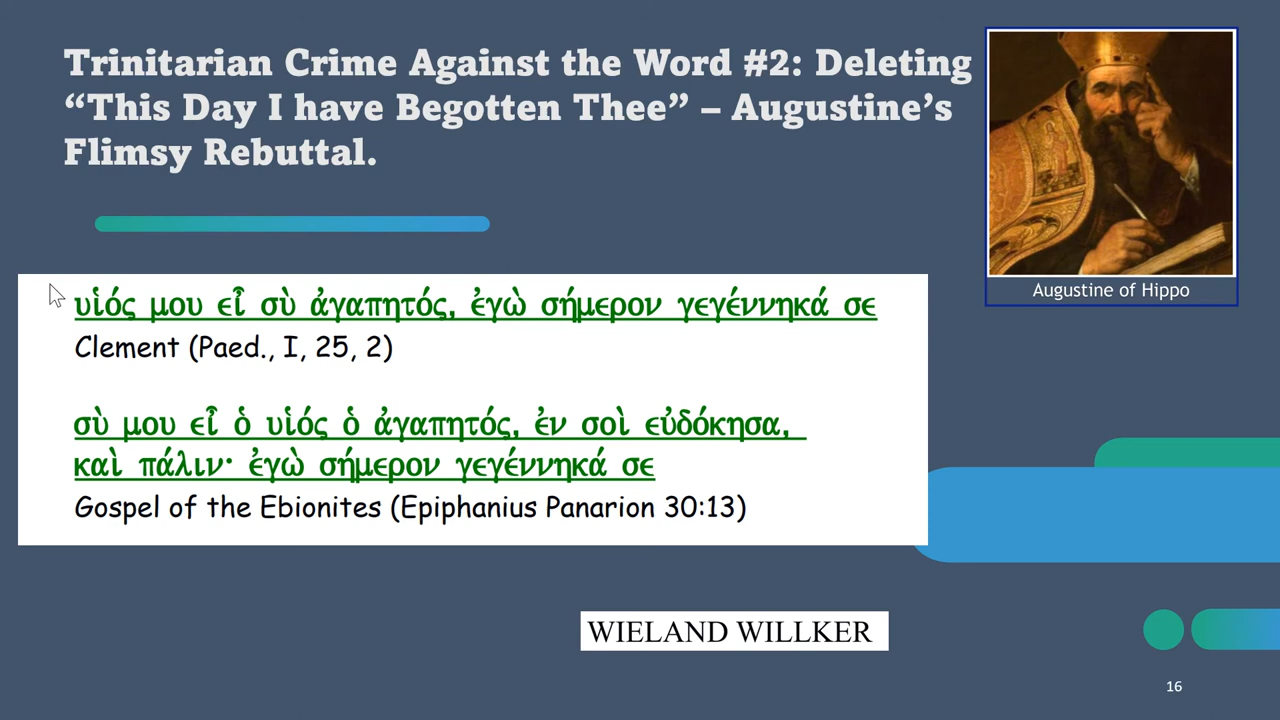 Trinitarian Crime Against the Word #2: Deleting
“This Day I have Begotten Thee” – Augustine’s
Flimsy Rebuttal.
Augustine of Hippo
υἱός μου εἶ σὺ ἀγαπητός, ἐγὼ σήμερον γεγέννηκά σε
Clement (Paed., I, 25, 2)
σὺ μου εἶ ὁ υἱός ὁ ἀγαπητός, ἐν σοὶ εὐδόκησα,
καὶ πάλιν· ἐγὼ σήμερον γεγέννηκά σε
Gospel of the Ebionites (Epiphanius Panarion 30:13)
WIELAND WILLKER
16